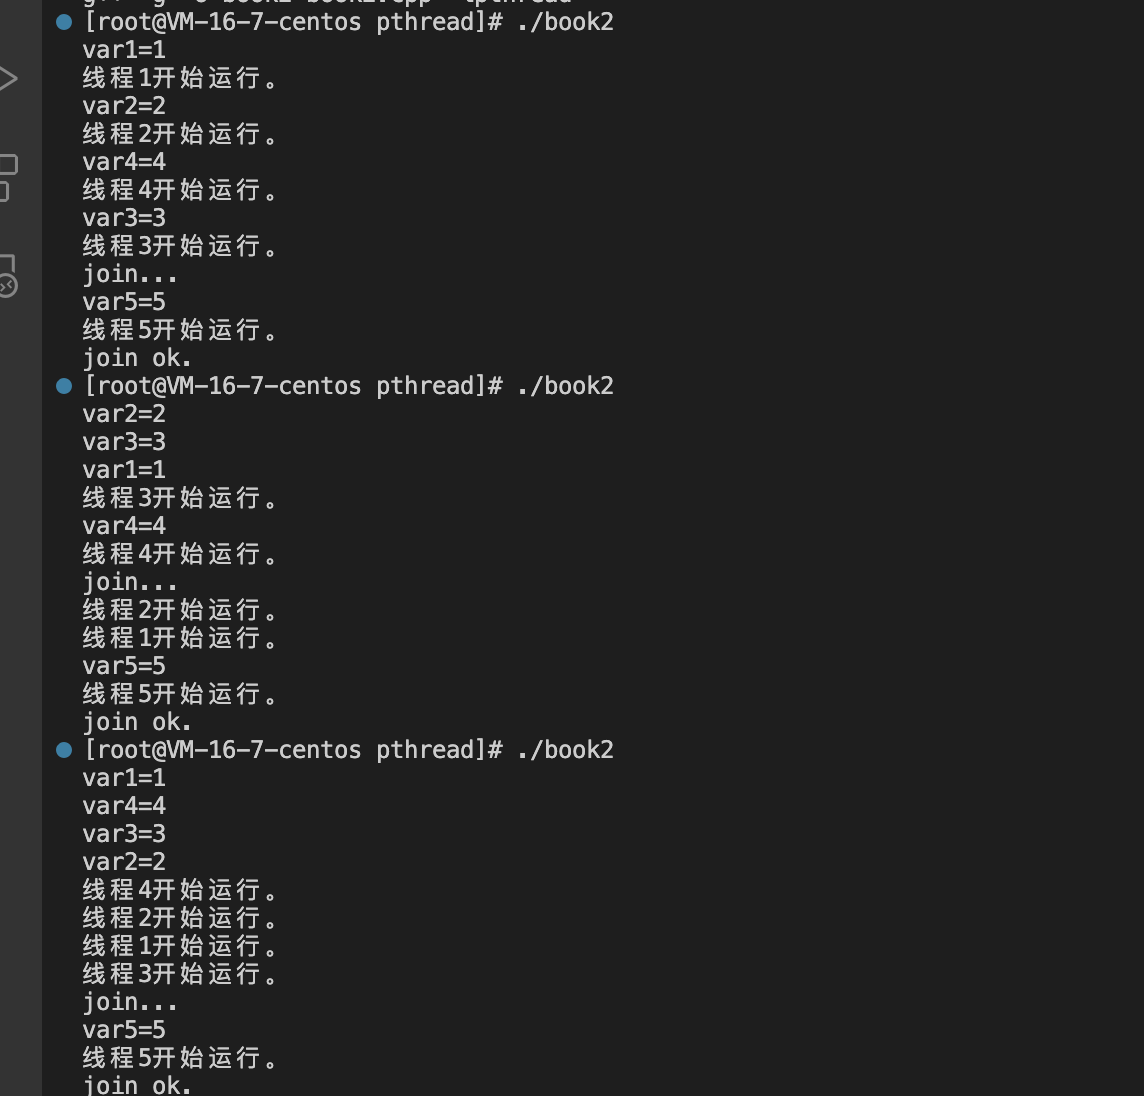 [root@VM-16-7-centos pthread]# ./book2
var1=1
线程1开始运行。
var2=2
线程2开始运行。
var4=4
线程4开始运行。
var3=3
线程3开始运行。
join...
var5=5
线程5开始运行。
join ok.
[root@VM-16-7-centos pthread]# ./book2
var2=2
var3=3
var1=1
线程3开始运行。
var4=4
线程4开始运行。
join...
线程2开始运行。
线程1开始运行。
var5=5
线程5开始运行。
join ok.
[root@VM-16-7-centos pthread]# ./book2
var1=1
var4=4
var3=3
var2=2
线程4开始运行。
线程2开始运行。
线程1开始运行。
线程3开始运行。
join...
var5=5
线程5开始运行。
join ok.